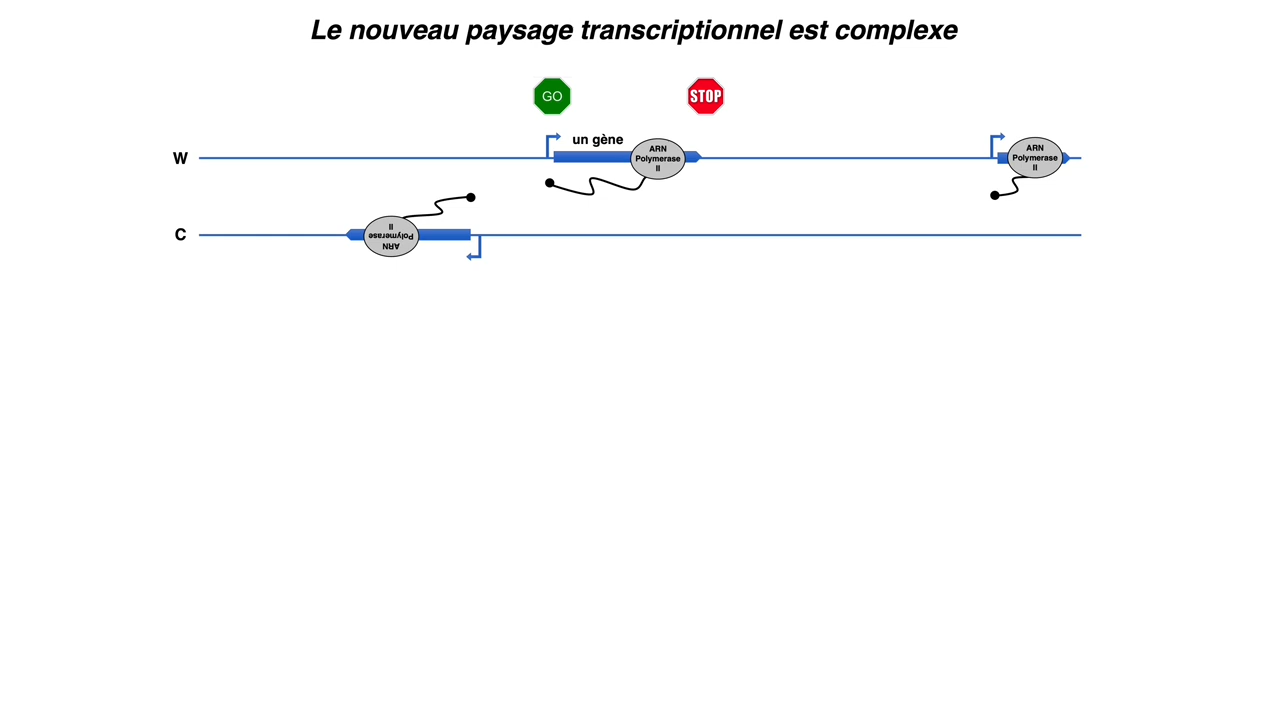 Le nouveau paysage transcriptionnel est complexe
GO
STOP
un gène
W
ARN
Polymerase
II
ARN
Polymerase
II
C
ARN
Polymerase
II